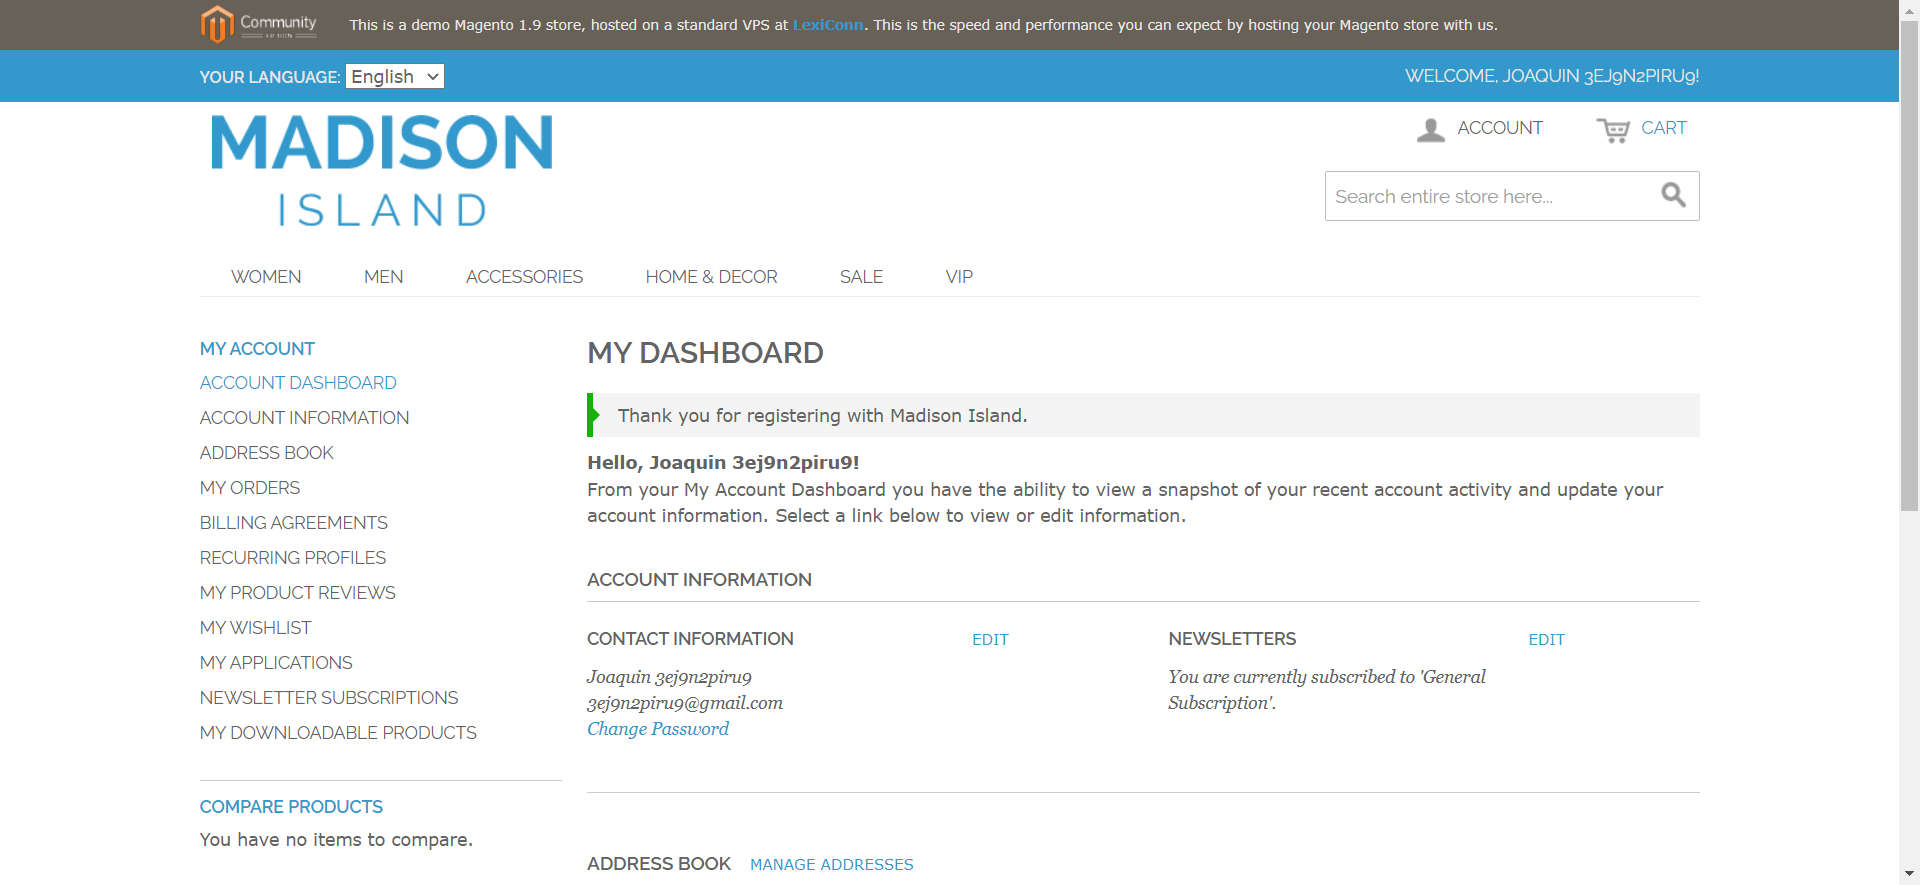 Community
This is a demo Magento 1.9 store, hosted on a standard VPS at LexiConn. This is the speed and performance you can expect by hosting your Magento store with us.
YOUR LANGUAGE: English
WELCOME, JOAQUIN 3EJ9N2PIRU9!
MADISON
ISLAND
ACCOUNT
CART
Search entire store here...
WOMEN MEN ACCESSORIES HOME & DECOR SALE VIP
MY ACCOUNT
ACCOUNT DASHBOARD
ACCOUNT INFORMATION
ADDRESS BOOK
MY ORDERS
BILLING AGREEMENTS
RECURRING PROFILES
MY PRODUCT REVIEWS
MY WISHLIST
MY APPLICATIONS
NEWSLETTER SUBSCRIPTIONS
MY DOWNLOADABLE PRODUCTS
COMPARE PRODUCTS
You have no items to compare.
MY DASHBOARD
Thank you for registering with Madison Island.
Hello, Joaquin 3ej9n2piru9!
From your My Account Dashboard you have the ability to view a snapshot of your recent account activity and update your
account information. Select a link below to view or edit information.
ACCOUNT INFORMATION
CONTACT INFORMATION EDIT
Joaquin 3ej9n2piru9
3ej9n2piru9@gmail.com
Change Password
NEWSLETTERS EDIT
You are currently subscribed to 'General
Subscription'.
ADDRESS BOOK MANAGE ADDRESSES